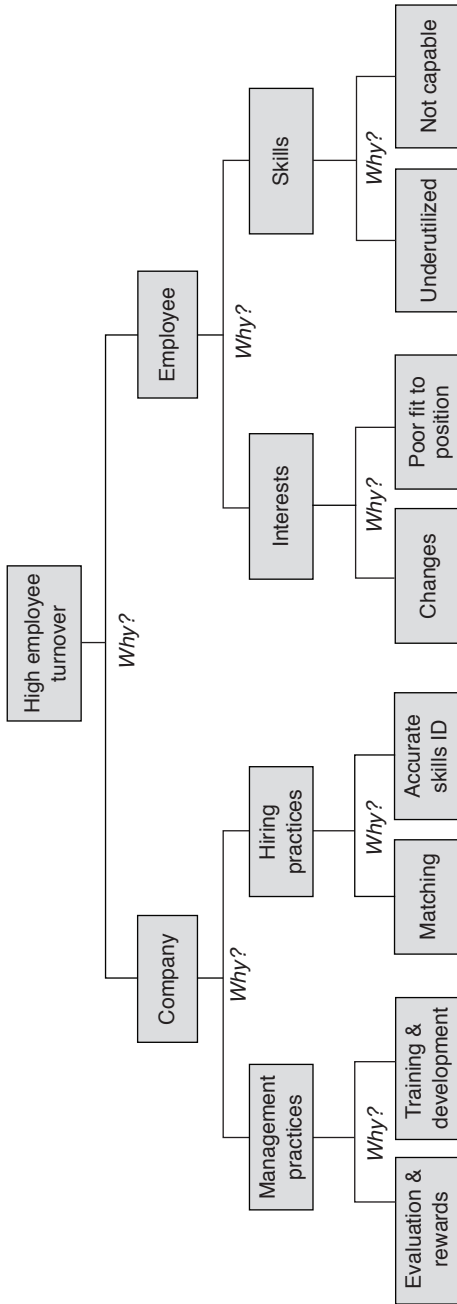 High employee
turnover
Why?
Company
Employee
Why?
Why?
Management
practices
Hiring
practices
Interests
Skills
Why?
Why?
Why?
Why?
Evaluation &
rewards
Training &
development
Matching
Accurate
skills ID
Changes
Poor fit to
position
Underutilized
Not capable